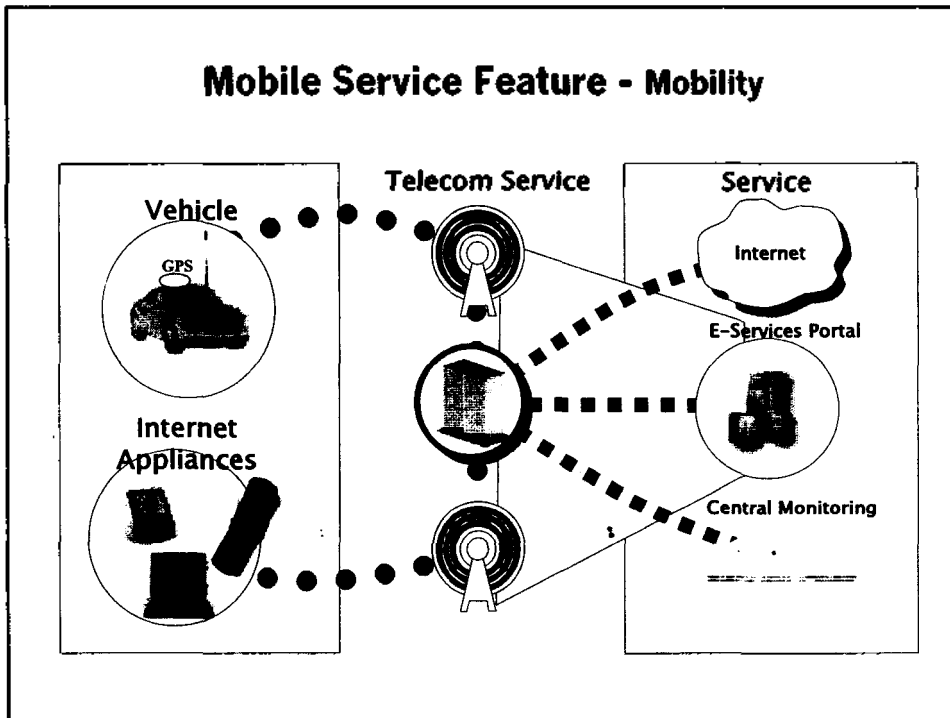 Mobile Service Feature - Mobility
Vehicle
GPS
Internet
Appliances
Telecom Service
Service
Internet
E-Services Portal
Central Monitoring